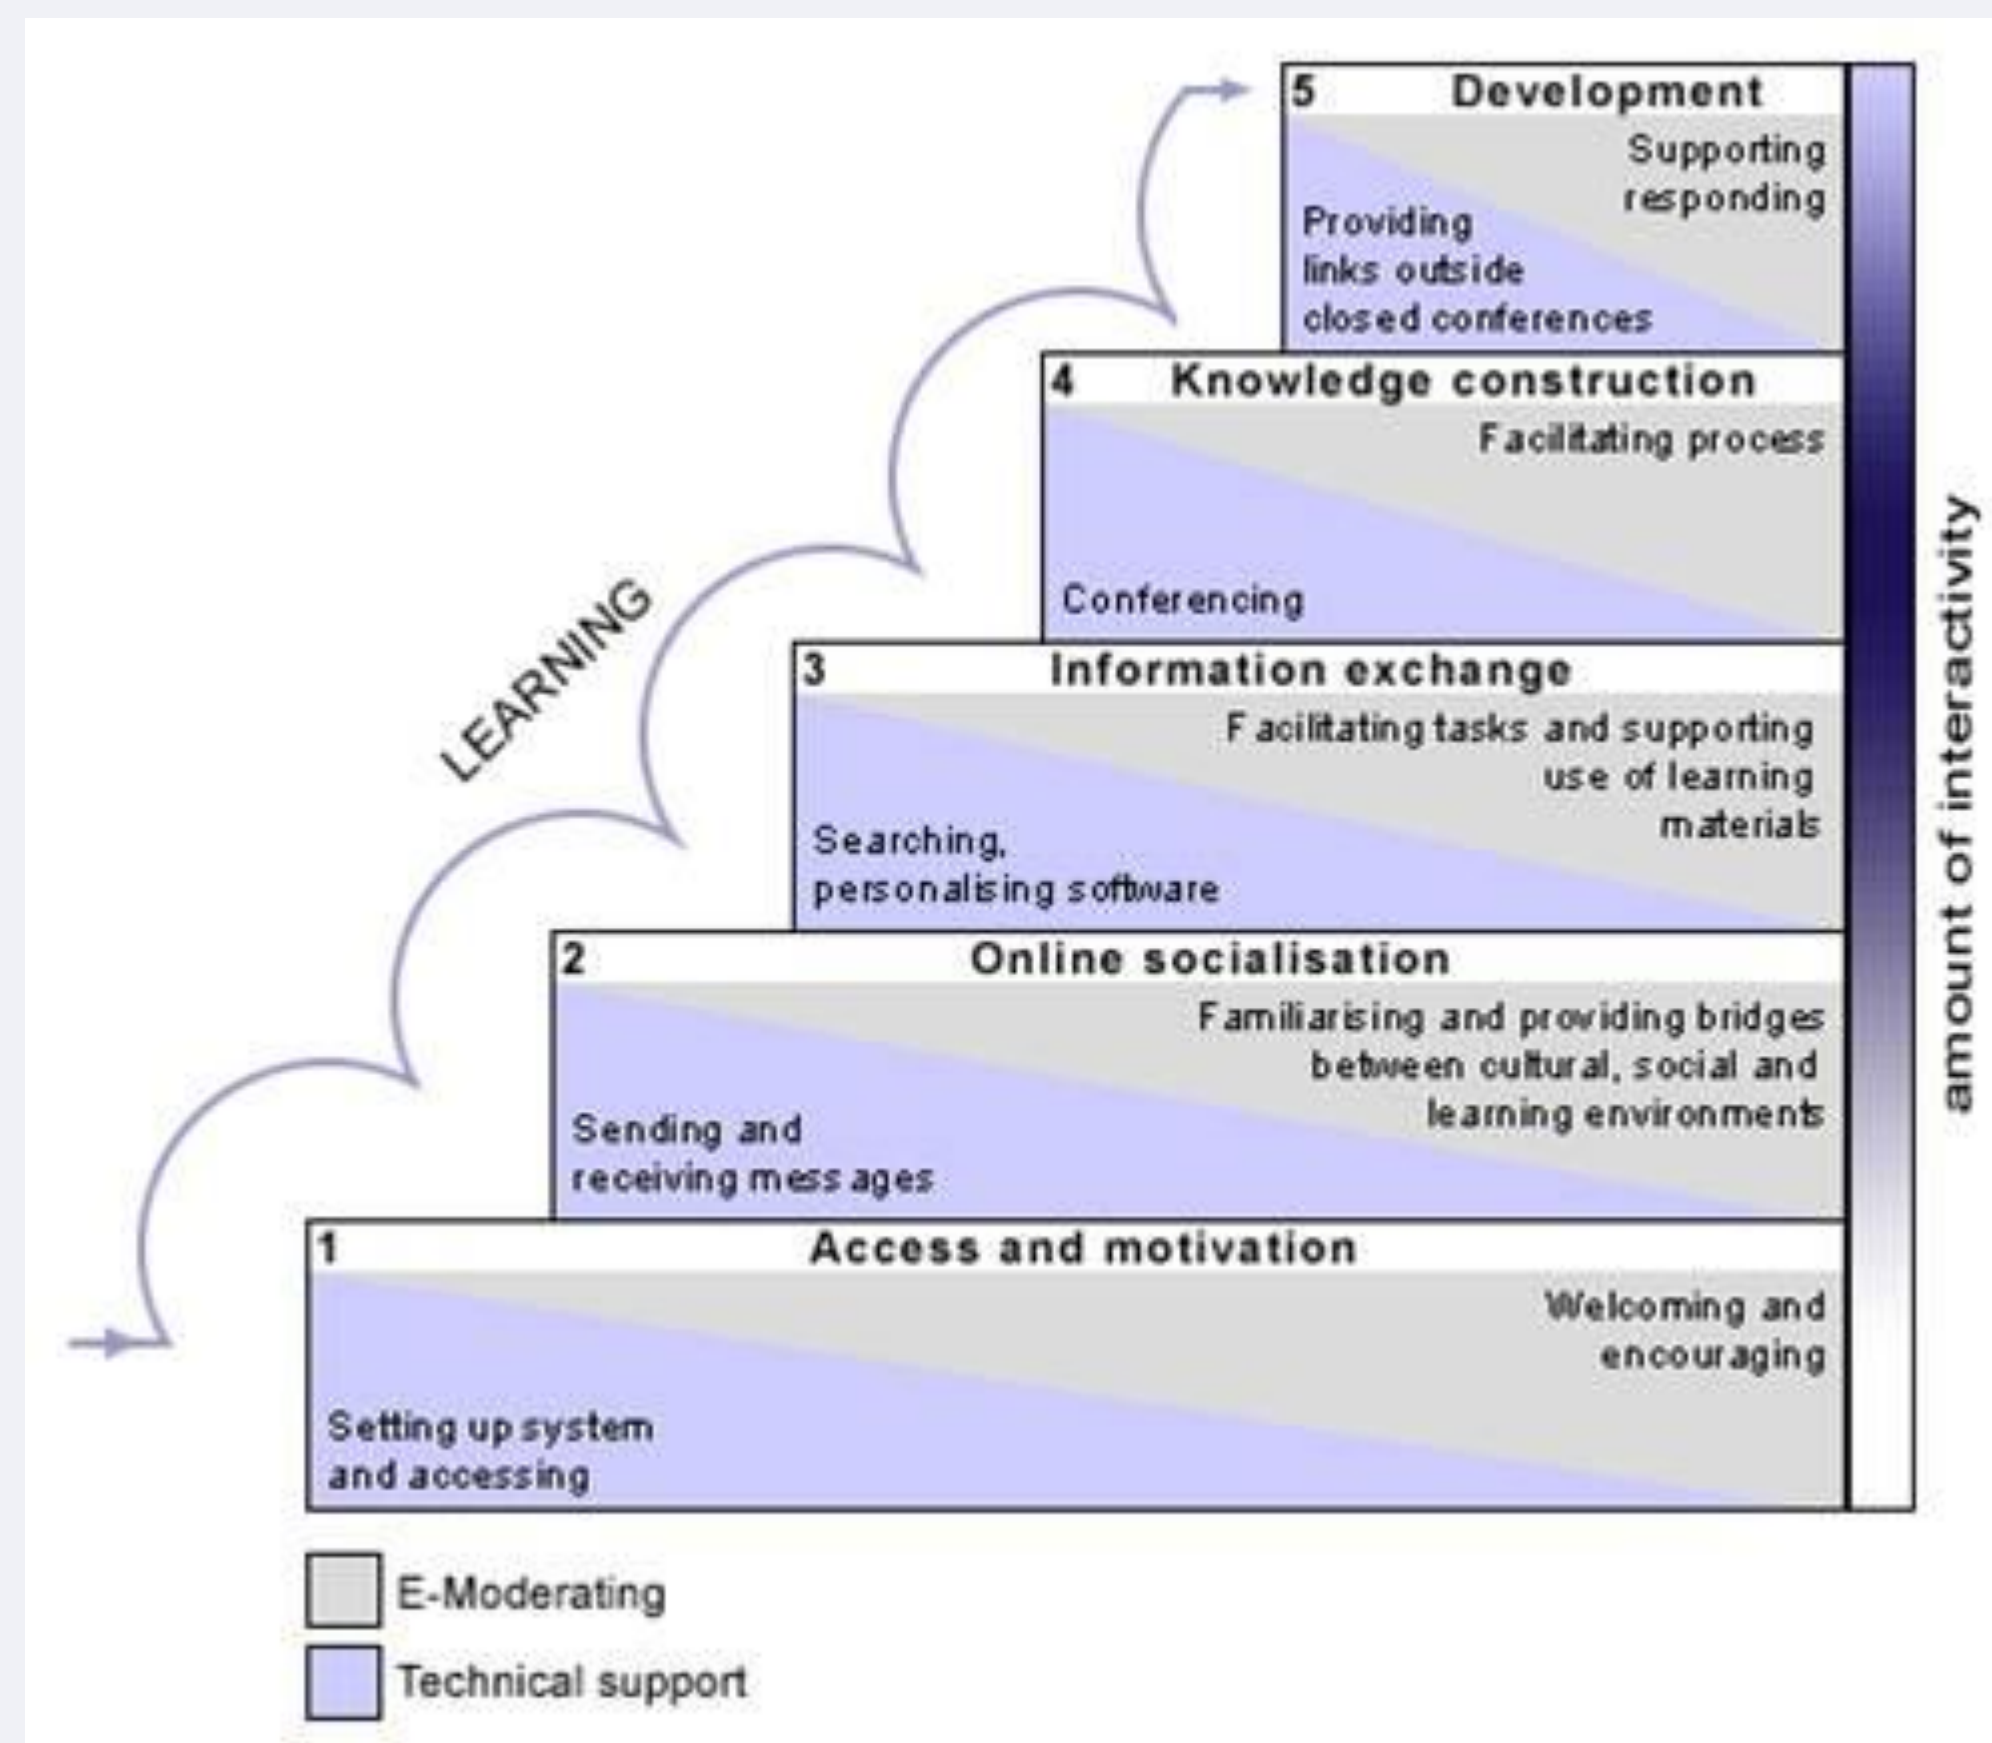 5 Development
Supporting
responding
Providing
links outside
closed conferences
4 Knowledge construction
Facilitating process
Conferencing
3 Information exchange
Facilitating tasks and supporting
use of learning
materials
Searching,
personalising software
2 Online socialisation
Familiarising and providing bridges
between cultural, social and
learning environments
Sending and
receiving messages
1 Access and motivation
Welcoming and
encouraging
Setting up system
and accessing
LEARNING
amount of interactivity
E-Moderating
Technical support